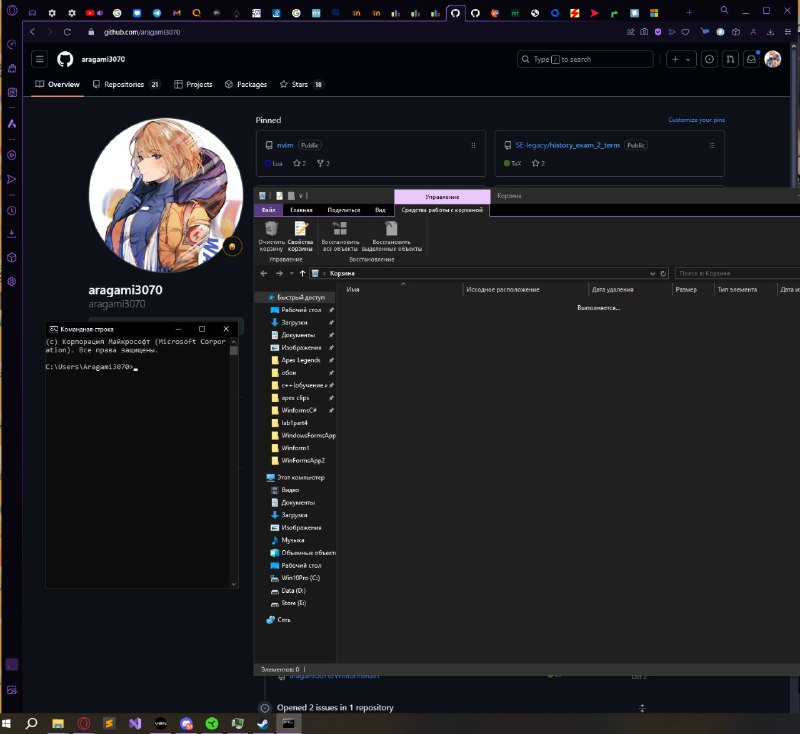 github.com/aragami3070
aragami3070
Type / to search
Overview
Repositories 21
Projects
Packages
Stars 18
Pinned
Customize your pins
nvim Public
Lua 2 2
SE-legacy/history_exam_2_term Public
TeX 2
aragami3070
aragami3070
Управление
Корзина
Файл
Главная
Поделиться
Вид
Средства работы с корзиной
Очистить корзину
Свойства корзины
Восстановить все объекты
Восстановить выделенные объекты
Управление
Восстановление
Корзина
Поиск в: Корзина
Имя
Исходное расположение
Дата удаления
Размер
Тип элемента
Дата из
Выполняется...
Быстрый доступ
Рабочий стол
Загрузки
Документы
Изображения
Apex Legends
обои
c++ (обучение и
apex clips
WinformsC#
lab1part4
WindowsFormsApp
Winform1
WinFormsApp2
Этот компьютер
Видео
Документы
Загрузки
Изображения
Музыка
Объемные объект
Рабочий стол
Win10Pro (C:)
Data (D:)
Store (E:)
Сеть
Элементов: 0
Командная строка
(c) Корпорация Майкрософт (Microsoft Corpor
ation). Все права защищены.
C:\Users\Aragami3070>
Opened 2 issues in 1 repository